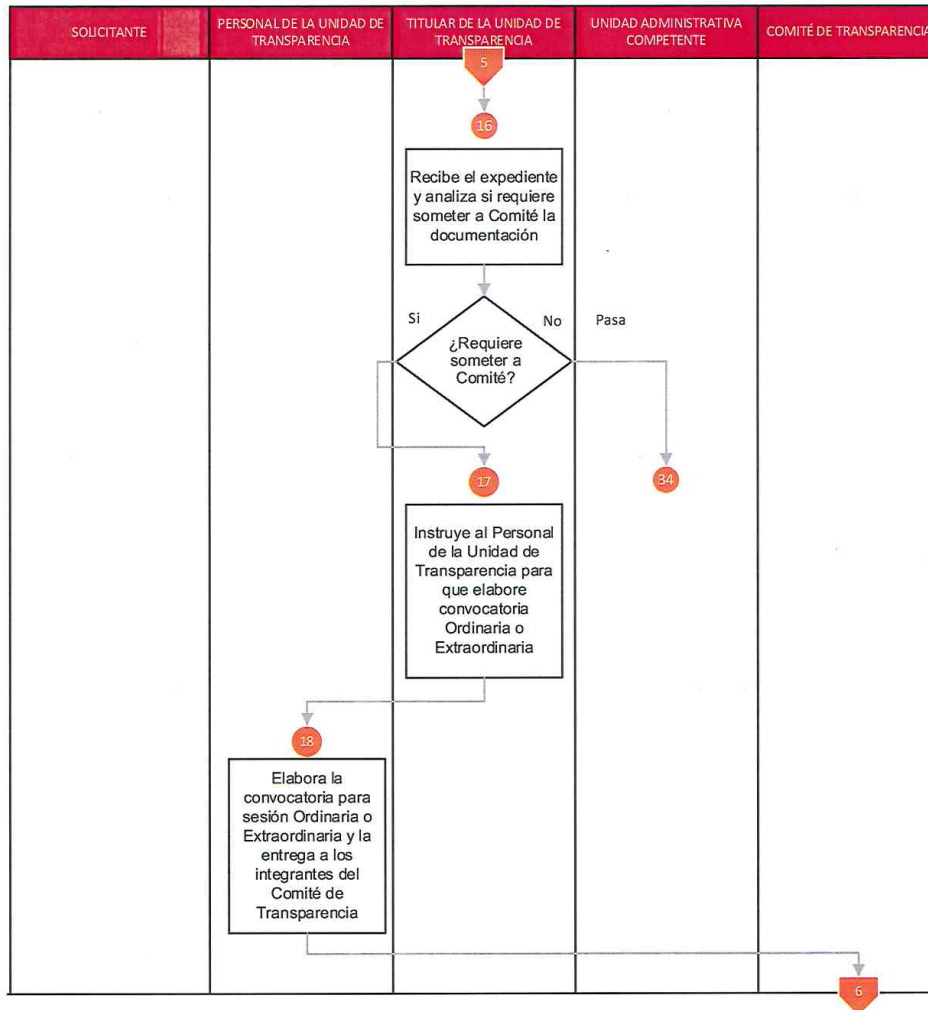 SOLICITANTE
PERSONAL DE LA UNIDAD DE
TRANSPARENCIA
TITULAR DE LA UNIDAD DE
TRANSPARENCIA
UNIDAD ADMINISTRATIVA
COMPETENTE
COMITÉ DE TRANSPARENCIA
5
16
Recibe el expediente
y analiza si requiere
someter a Comité la
documentación
Si
No
Pasa
¿Requiere
someter a
Comité?
17
34
Instruye al Personal
de la Unidad de
Transparencia para
que elabore
convocatoria
Ordinaria o
Extraordinaria
18
Elabora la
convocatoria para
sesión Ordinaria o
Extraordinaria y la
entrega a los
integrantes del
Comité de
Transparencia
6